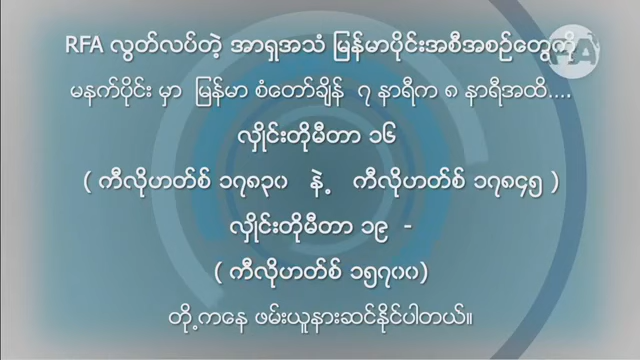 RFA လွတ်လပ်တဲ့ အာရှအသံ မြန်မာပိုင်းအစီအစဉ်တွေကို
မနက်ပိုင်း မှာ မြန်မာ စံတော်ချိန် ၇ နာရီက ၈ နာရီအထိ....
လှိုင်းတိုမီတာ ၁၆
( ကီလိုဟတ်စ် ၁၇၈၃၀ နဲ့ ကီလိုဟတ်စ် ၁၇၈၄၅ )
လှိုင်းတိုမီတာ ၁၉ -
( ကီလိုဟတ်စ် ၁၅၇၀၀)
တို့ကနေ ဖမ်းယူနားဆင်နိုင်ပါတယ်။